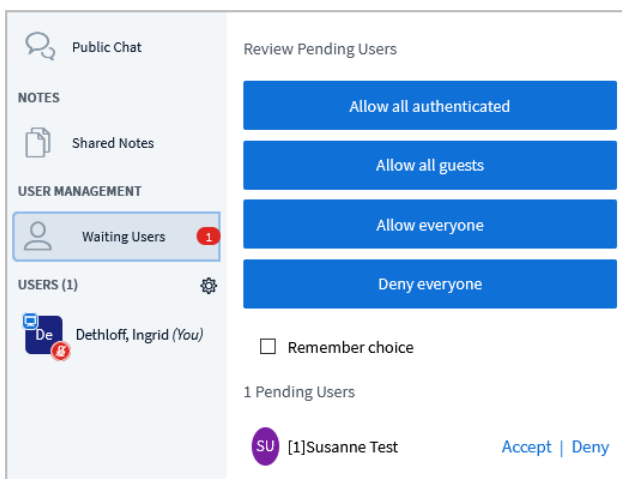 Public Chat
NOTES
Shared Notes
USER MANAGEMENT
Waiting Users 1
USERS (1)
De Dethloff, Ingrid (You)
Review Pending Users
Allow all authenticated
Allow all guests
Allow everyone
Deny everyone
Remember choice
1 Pending Users
SU [1]Susanne Test Accept | Deny